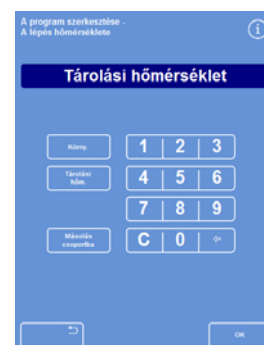 A program szerkesztése -
A lépés hőmérséklete
i
Tárolási hőmérséklet
Körny.
1 2 3
Tárolási
hőm.
4 5 6
7 8 9
Másolás
csoportba
C 0
OK